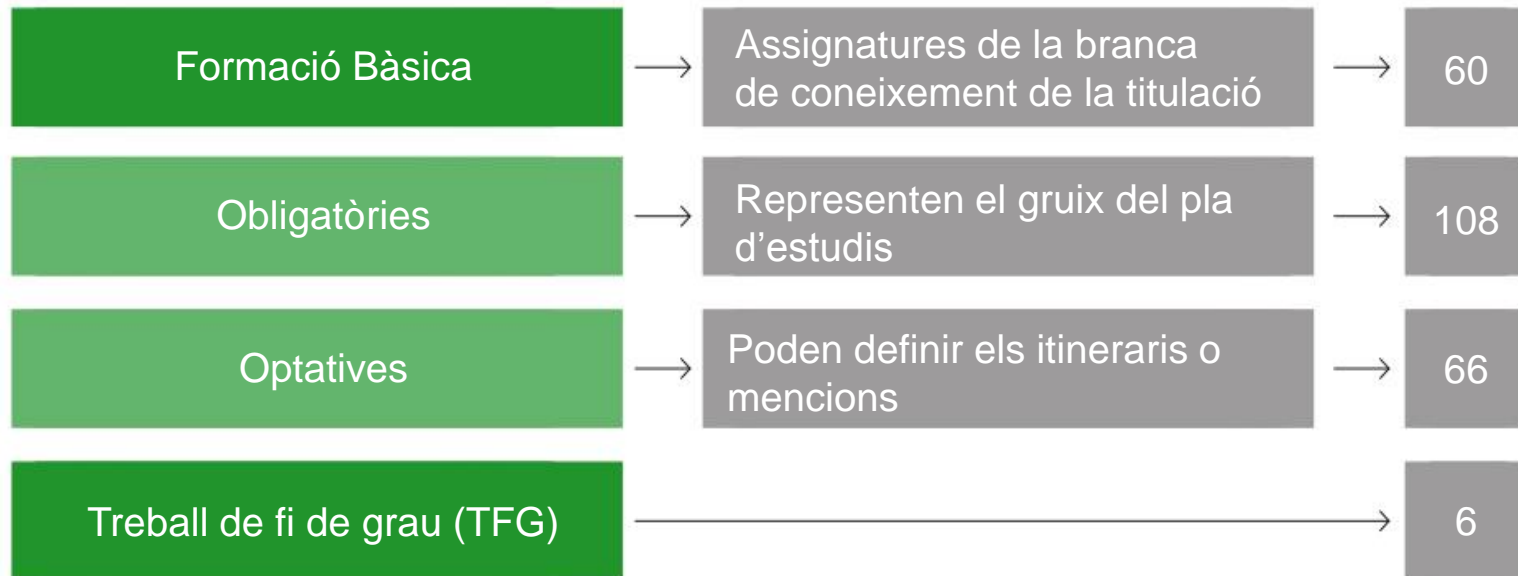 Formació Bàsica
Assignatures de la branca
de coneixement de la titulació
60
Obligatòries
Representen el gruix del pla
d’estudis
108
Optatives
Poden definir els itineraris o
mencions
66
Treball de fi de grau (TFG)
6